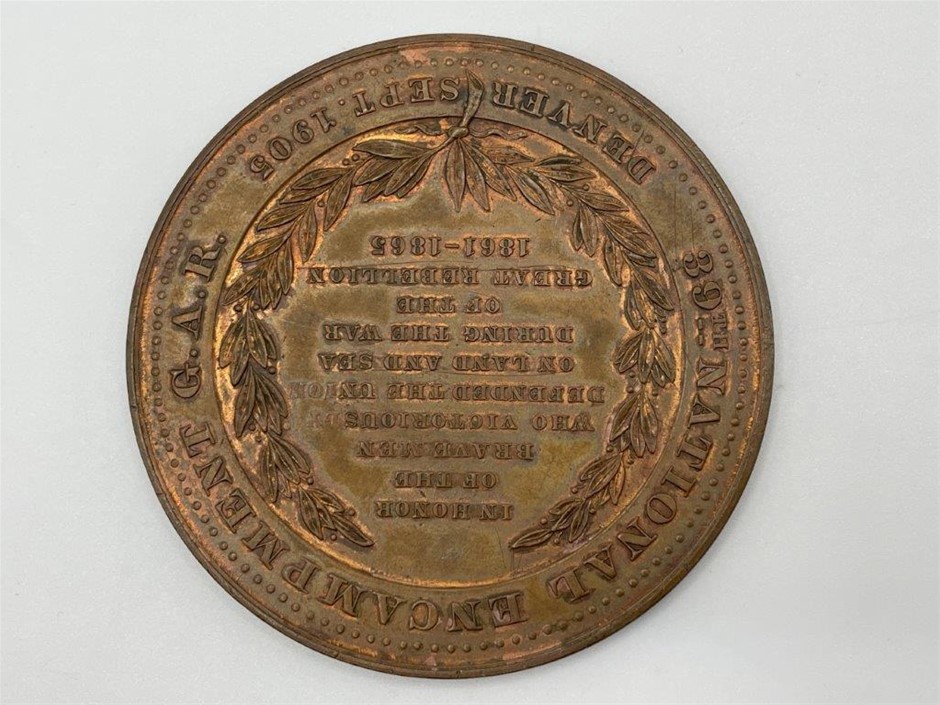 39TH NATIONAL ENCAMPMENT G.A.R.
DENVER SEPT. 1905
IN HONOR
OF THE
BRAVE MEN
WHO VICTORIOUSLY
DEFENDED THE UNION
ON LAND AND SEA
DURING THE WAR
OF THE
GREAT REBELLION
1861-1865